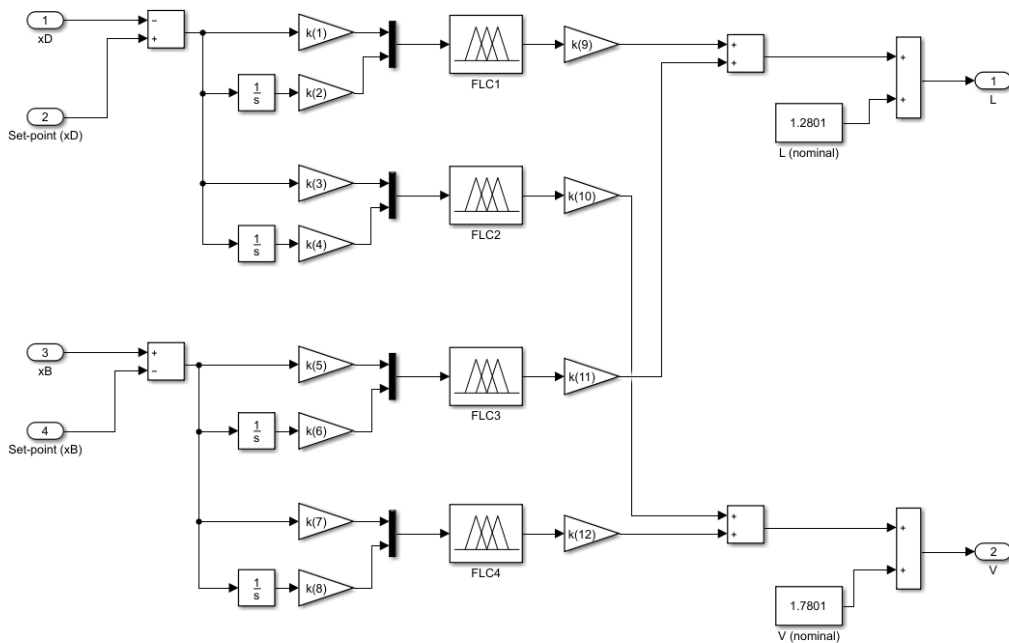 1
xD
−
+
2
Set-point (xD)
k(1)
1
s
k(2)
FLC1
k(9)
+
+
+
+
1
L
1.2801
L (nominal)
k(3)
1
s
k(4)
FLC2
k(10)
3
xB
+
−
4
Set-point (xB)
k(5)
1
s
k(6)
FLC3
k(11)
k(7)
1
s
k(8)
FLC4
k(12)
+
+
+
+
2
V
1.7801
V (nominal)